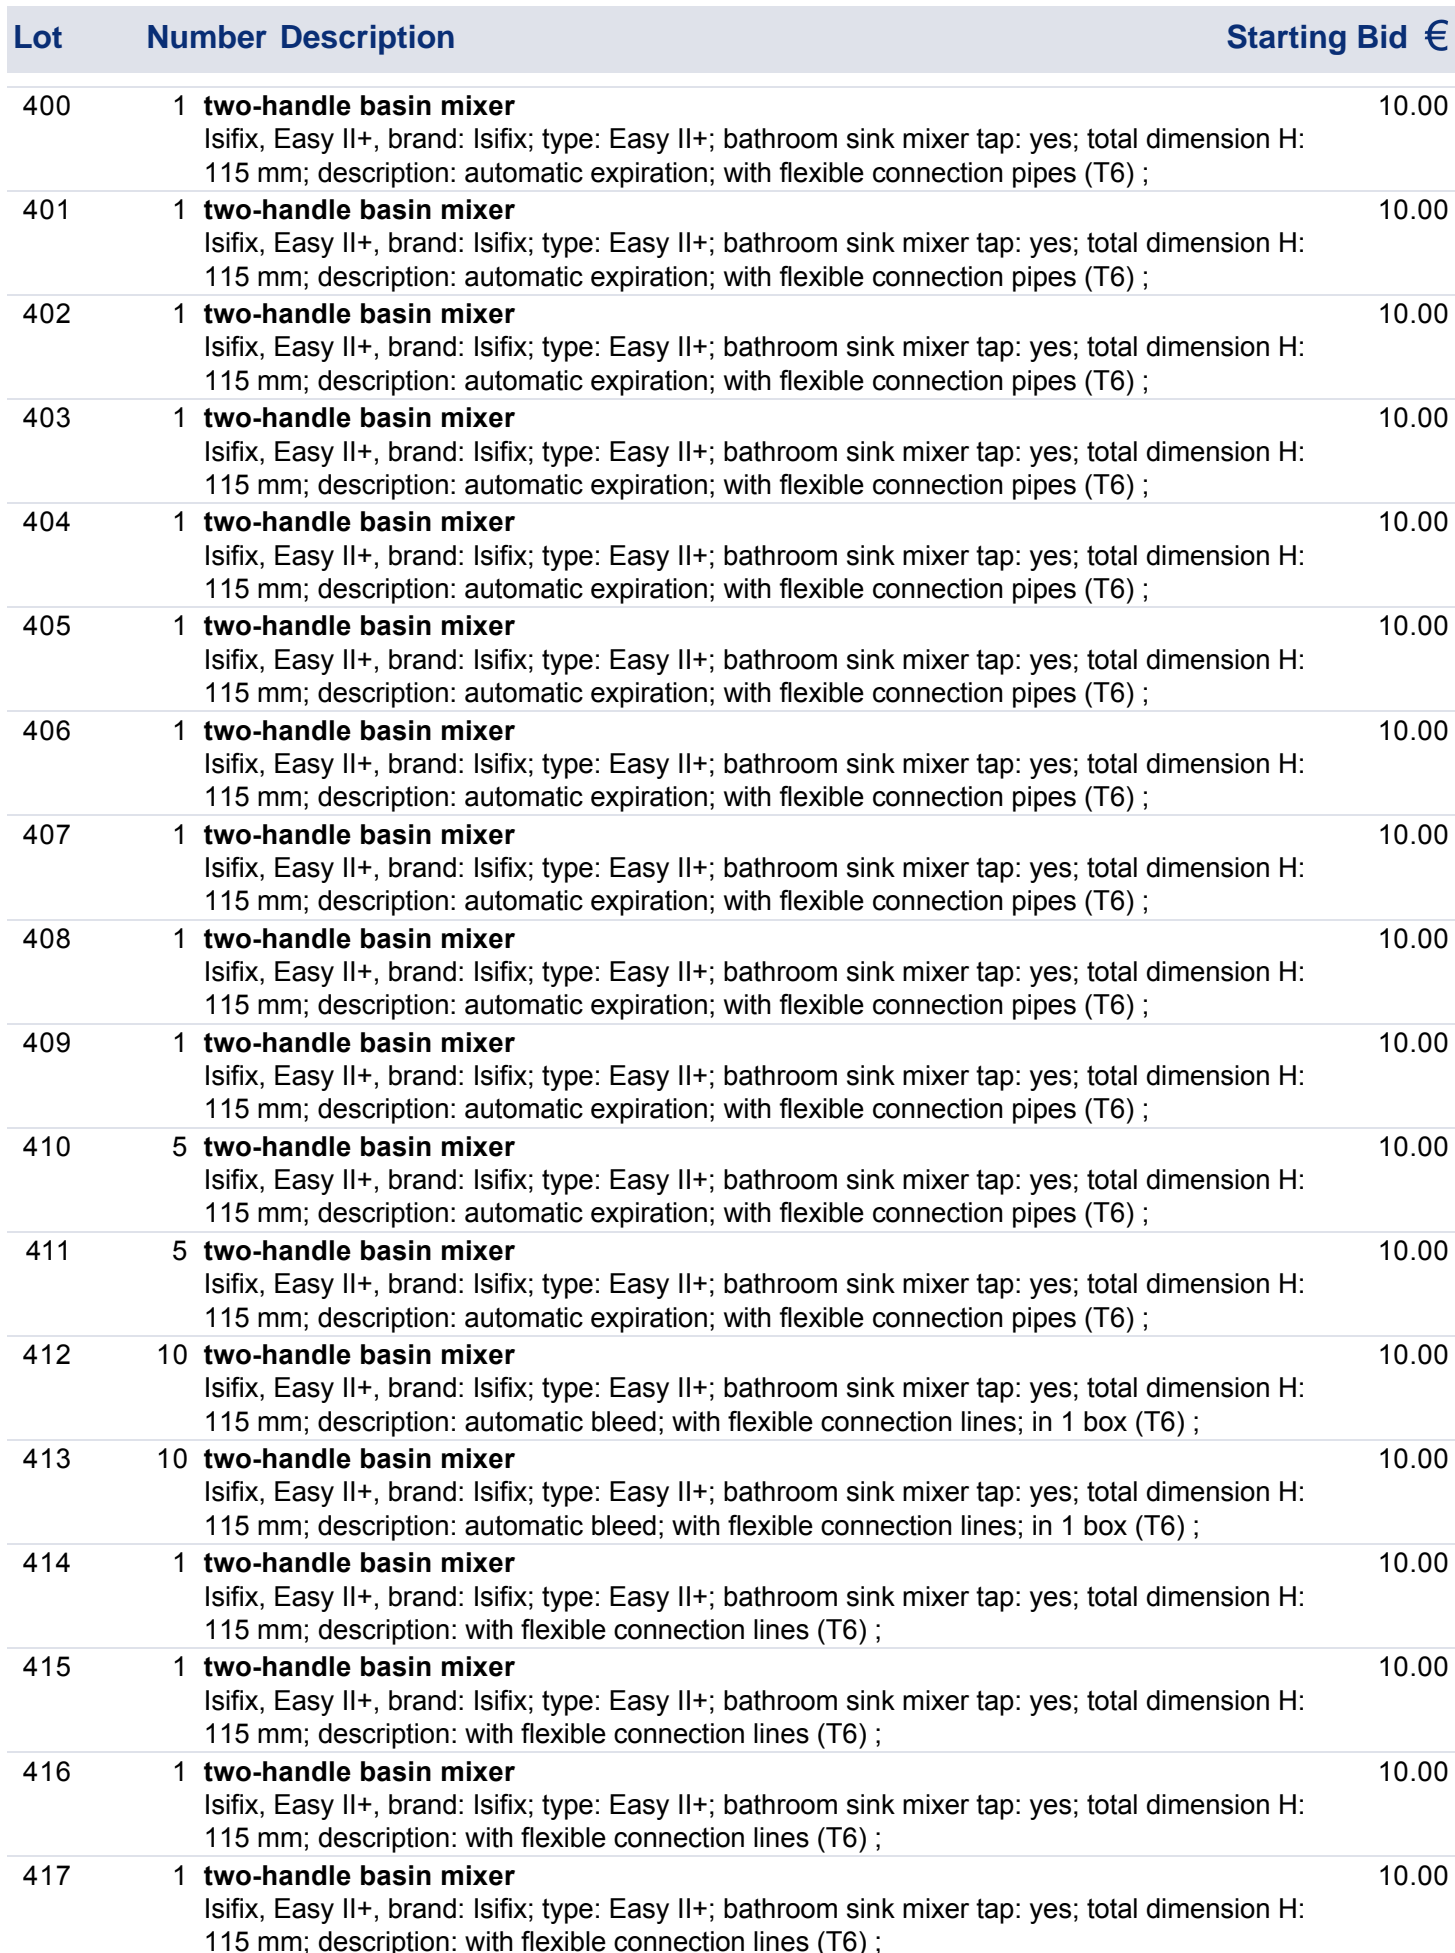 Lot Number Description Starting Bid €
400 1 two-handle basin mixer 10.00
Isifix, Easy II+, brand: Isifix; type: Easy II+; bathroom sink mixer tap: yes; total dimension H:
115 mm; description: automatic expiration; with flexible connection pipes (T6) ;
401 1 two-handle basin mixer 10.00
Isifix, Easy II+, brand: Isifix; type: Easy II+; bathroom sink mixer tap: yes; total dimension H:
115 mm; description: automatic expiration; with flexible connection pipes (T6) ;
402 1 two-handle basin mixer 10.00
Isifix, Easy II+, brand: Isifix; type: Easy II+; bathroom sink mixer tap: yes; total dimension H:
115 mm; description: automatic expiration; with flexible connection pipes (T6) ;
403 1 two-handle basin mixer 10.00
Isifix, Easy II+, brand: Isifix; type: Easy II+; bathroom sink mixer tap: yes; total dimension H:
115 mm; description: automatic expiration; with flexible connection pipes (T6) ;
404 1 two-handle basin mixer 10.00
Isifix, Easy II+, brand: Isifix; type: Easy II+; bathroom sink mixer tap: yes; total dimension H:
115 mm; description: automatic expiration; with flexible connection pipes (T6) ;
405 1 two-handle basin mixer 10.00
Isifix, Easy II+, brand: Isifix; type: Easy II+; bathroom sink mixer tap: yes; total dimension H:
115 mm; description: automatic expiration; with flexible connection pipes (T6) ;
406 1 two-handle basin mixer 10.00
Isifix, Easy II+, brand: Isifix; type: Easy II+; bathroom sink mixer tap: yes; total dimension H:
115 mm; description: automatic expiration; with flexible connection pipes (T6) ;
407 1 two-handle basin mixer 10.00
Isifix, Easy II+, brand: Isifix; type: Easy II+; bathroom sink mixer tap: yes; total dimension H:
115 mm; description: automatic expiration; with flexible connection pipes (T6) ;
408 1 two-handle basin mixer 10.00
Isifix, Easy II+, brand: Isifix; type: Easy II+; bathroom sink mixer tap: yes; total dimension H:
115 mm; description: automatic expiration; with flexible connection pipes (T6) ;
409 1 two-handle basin mixer 10.00
Isifix, Easy II+, brand: Isifix; type: Easy II+; bathroom sink mixer tap: yes; total dimension H:
115 mm; description: automatic expiration; with flexible connection pipes (T6) ;
410 5 two-handle basin mixer 10.00
Isifix, Easy II+, brand: Isifix; type: Easy II+; bathroom sink mixer tap: yes; total dimension H:
115 mm; description: automatic expiration; with flexible connection pipes (T6) ;
411 5 two-handle basin mixer 10.00
Isifix, Easy II+, brand: Isifix; type: Easy II+; bathroom sink mixer tap: yes; total dimension H:
115 mm; description: automatic expiration; with flexible connection pipes (T6) ;
412 10 two-handle basin mixer 10.00
Isifix, Easy II+, brand: Isifix; type: Easy II+; bathroom sink mixer tap: yes; total dimension H:
115 mm; description: automatic bleed; with flexible connection lines; in 1 box (T6) ;
413 10 two-handle basin mixer 10.00
Isifix, Easy II+, brand: Isifix; type: Easy II+; bathroom sink mixer tap: yes; total dimension H:
115 mm; description: automatic bleed; with flexible connection lines; in 1 box (T6) ;
414 1 two-handle basin mixer 10.00
Isifix, Easy II+, brand: Isifix; type: Easy II+; bathroom sink mixer tap: yes; total dimension H:
115 mm; description: with flexible connection lines (T6) ;
415 1 two-handle basin mixer 10.00
Isifix, Easy II+, brand: Isifix; type: Easy II+; bathroom sink mixer tap: yes; total dimension H:
115 mm; description: with flexible connection lines (T6) ;
416 1 two-handle basin mixer 10.00
Isifix, Easy II+, brand: Isifix; type: Easy II+; bathroom sink mixer tap: yes; total dimension H:
115 mm; description: with flexible connection lines (T6) ;
417 1 two-handle basin mixer 10.00
Isifix, Easy II+, brand: Isifix; type: Easy II+; bathroom sink mixer tap: yes; total dimension H:
115 mm; description: with flexible connection lines (T6) ;